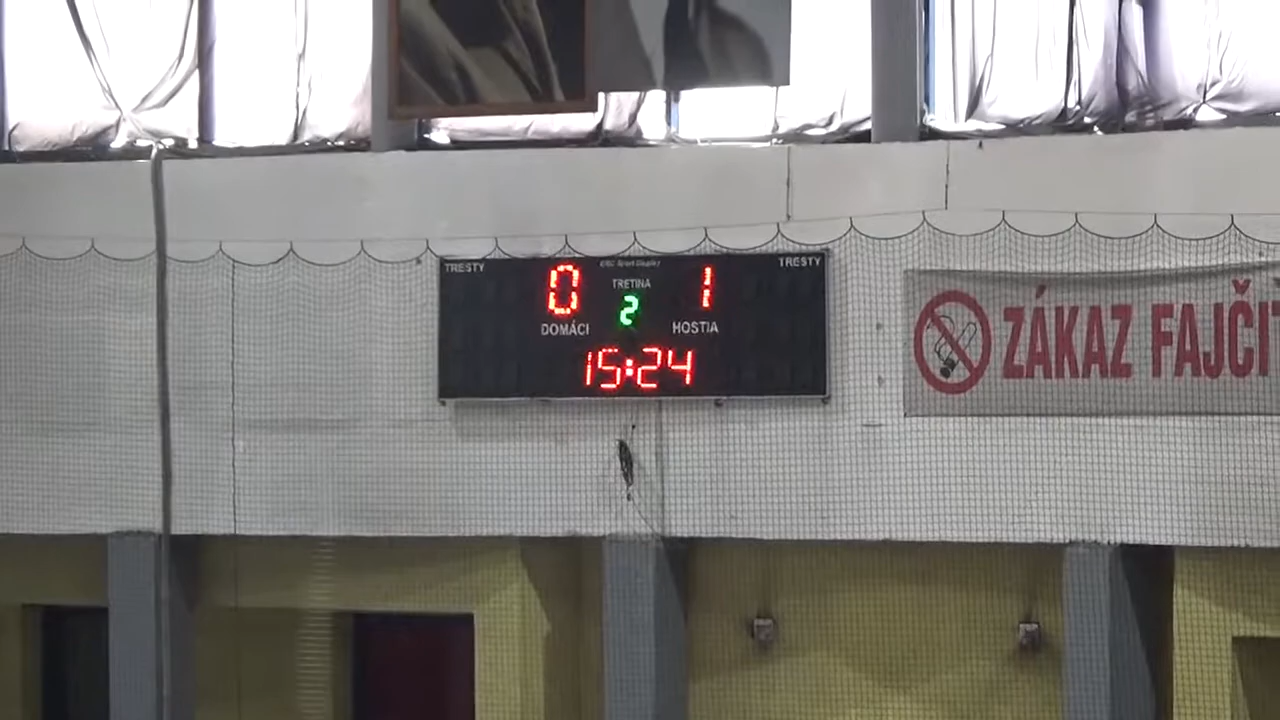 TRESTY
TRESTY
0
TRETINA
1
2
DOMÁCI
HOSTIA
15:24
ZÁKAZ FAJČI